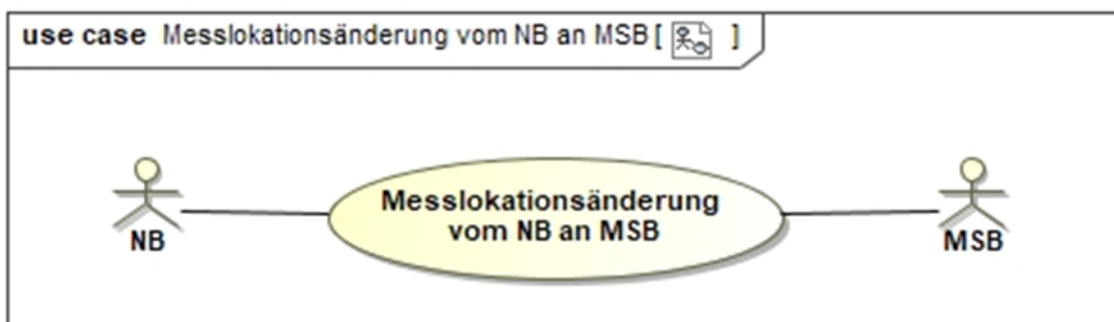 use case Messlokationsänderung vom NB an MSB [ ]
Messlokationsänderung
vom NB an MSB
NB
MSB